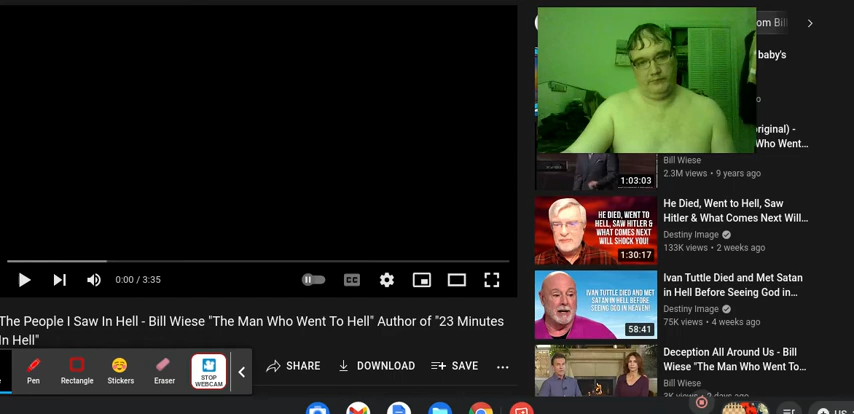 om Bill
baby's
riginal) -
Who Went...
Bill Wiese
2.3M views • 9 years ago
1:03:03
HE DIED, WENT TO
HELL, SAW HITLER &
WHAT COMES NEXT
WILL SHOCK YOU!
1:30:17
He Died, Went to Hell, Saw
Hitler & What Comes Next Will...
Destiny Image
133K views • 2 weeks ago
IVAN TUTTLE DIED AND MET
SATAN IN HELL BEFORE
SEEING GOD IN HEAVEN!
58:41
Ivan Tuttle Died and Met Satan
in Hell Before Seeing God in...
Destiny Image
75K views • 4 weeks ago
Deception All Around Us - Bill
Wiese "The Man Who Went To...
Bill Wiese
0:00 / 3:35
CC
The People I Saw In Hell - Bill Wiese "The Man Who Went To Hell" Author of "23 Minutes
In Hell"
Pen
Rectangle
Stickers
Eraser
STOP
WEBCAM
SHARE
DOWNLOAD
SAVE
US